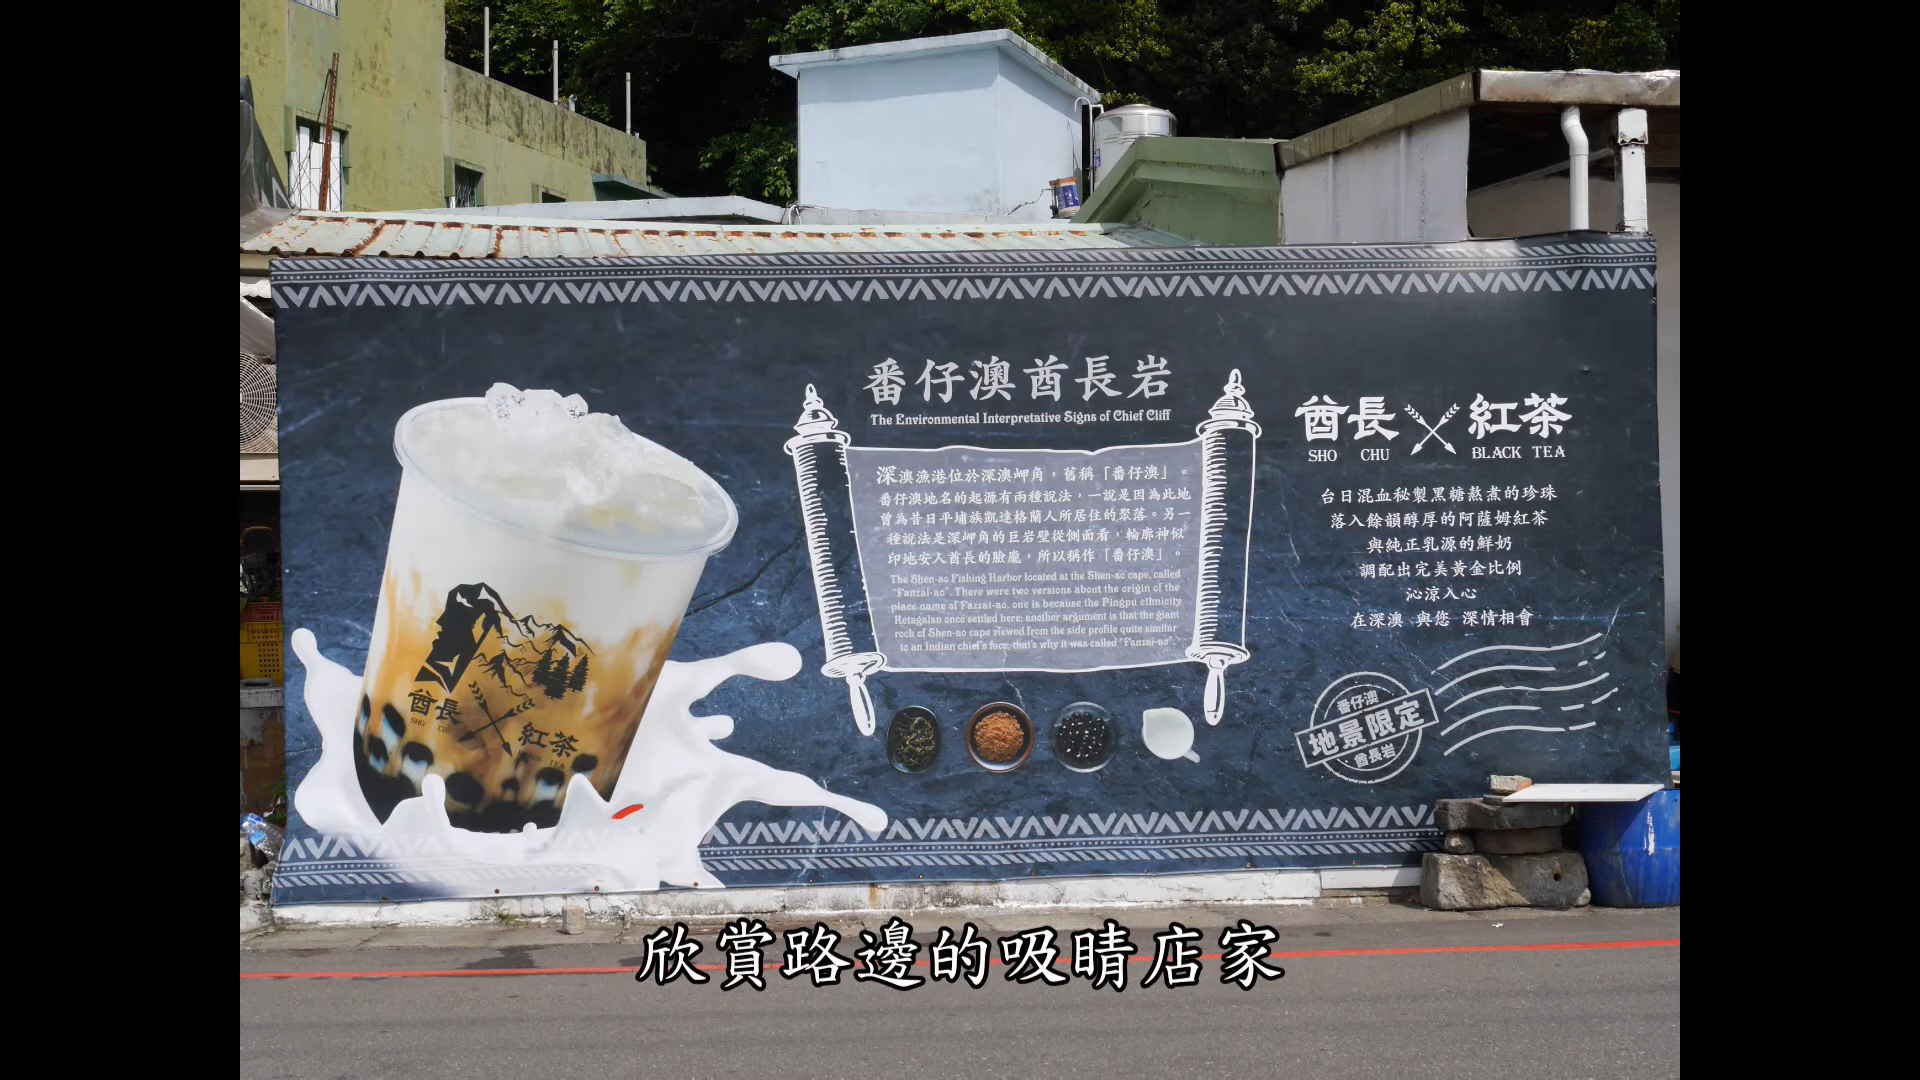 番仔澳酋長岩
The Environmental Interpretative Signs of Chief Cliff
深澳漁港位於深澳岬角，舊稱「番仔澳」。
番仔澳地名的起源有兩種說法，一說是因為此地
曾為昔日平埔族凱達格蘭人所居住的聚落。另一
種說法是深岬角的巨岩壁從側面看，輪廓神似
印地安人酋長的臉龐，所以稱作「番仔澳」。
The Shen-ao Fishing Harbor located at the Shen-ao cape, called
"Fanzai-ao". There were two versions about the origin of the
place name of Fazzai-ao, one is because the Pingpu ethnicity
Ketagalan once settled here; another argument is that the giant
rock of Shen-ao cape viewed from the side profile quite similar
to an Indian chief's face, that's why it was called "Fanzai-ao".
酋長 紅茶
SHO CHU BLACK TEA
台日混血秘製黑糖熬煮的珍珠
落入餘韻醇厚的阿薩姆紅茶
與純正乳源的鮮奶
調配出完美黃金比例
沁涼入心
在深澳 與您 深情相會
番仔澳
地景限定
酋長岩
酋長
SHO CHU
紅茶
BLACK TEA
欣賞路邊的吸睛店家